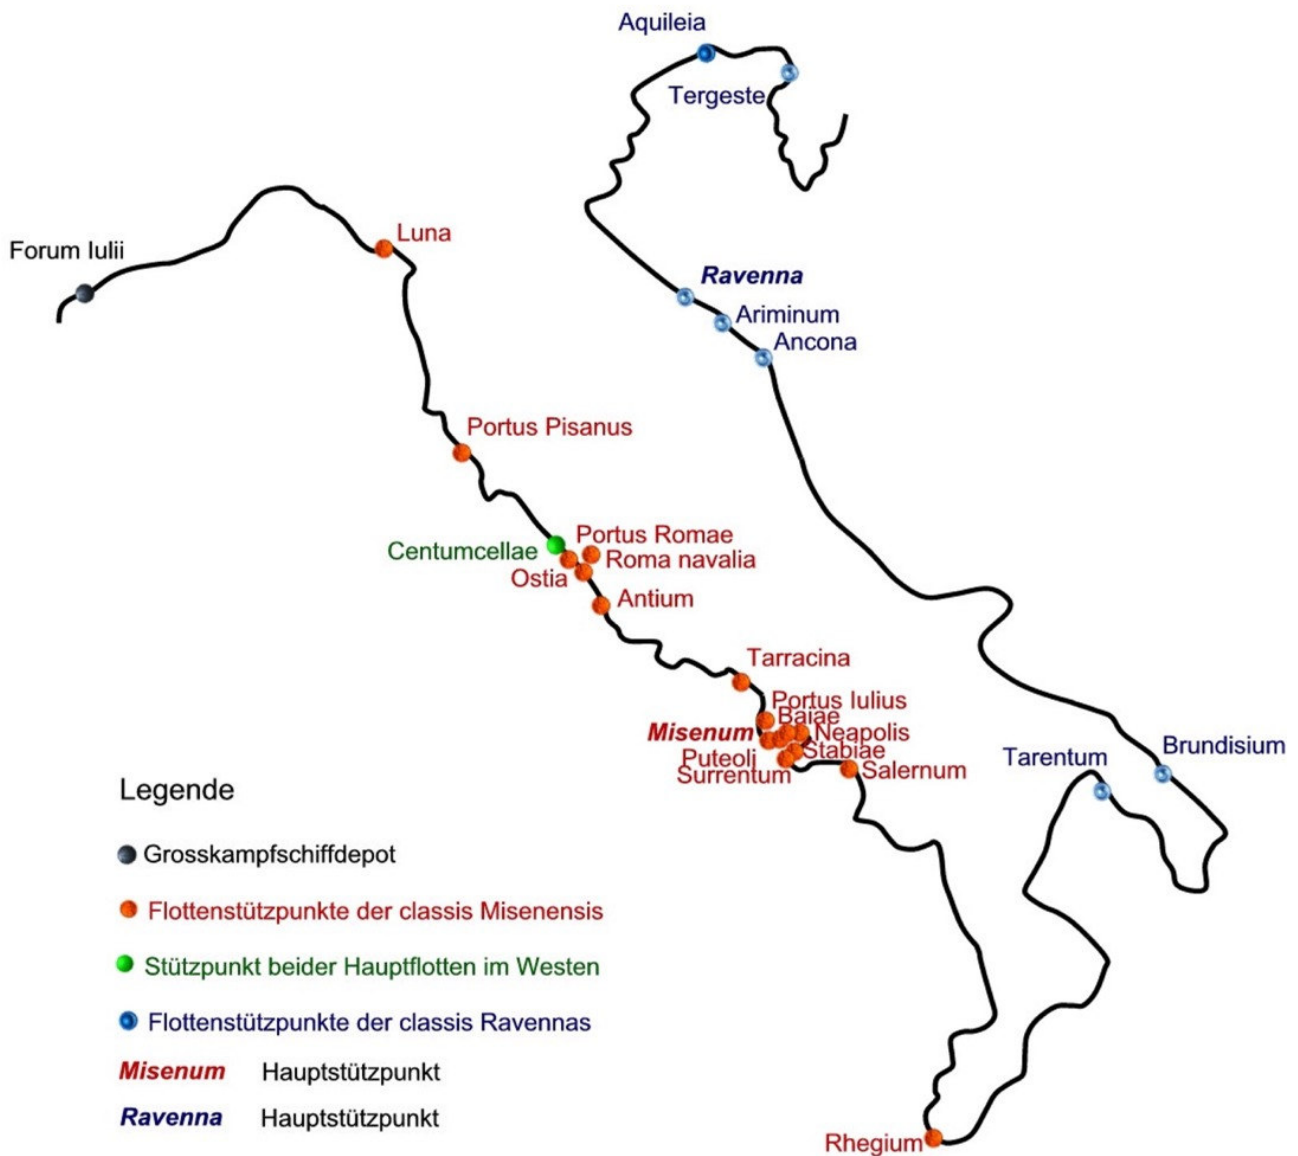 Aquileia
Tergeste
Luna
Forum Iulii
Ravenna
Ariminum
Ancona
Portus Pisanus
Portus Romae
Centumcellae
Roma navalia
Ostia
Antium
Tarracina
Portus Iulius
Baiae
Misenum
Neapolis
Stabiae
Puteoli
Surrentum
Salernum
Tarentum
Brundisium
Legende
Grosskampfschiffdepot
Flottenstützpunkte der classis Misenensis
Stützpunkt beider Hauptflotten im Westen
Flottenstützpunkte der classis Ravennas
Misenum Hauptstützpunkt
Ravenna Hauptstützpunkt
Rhegium